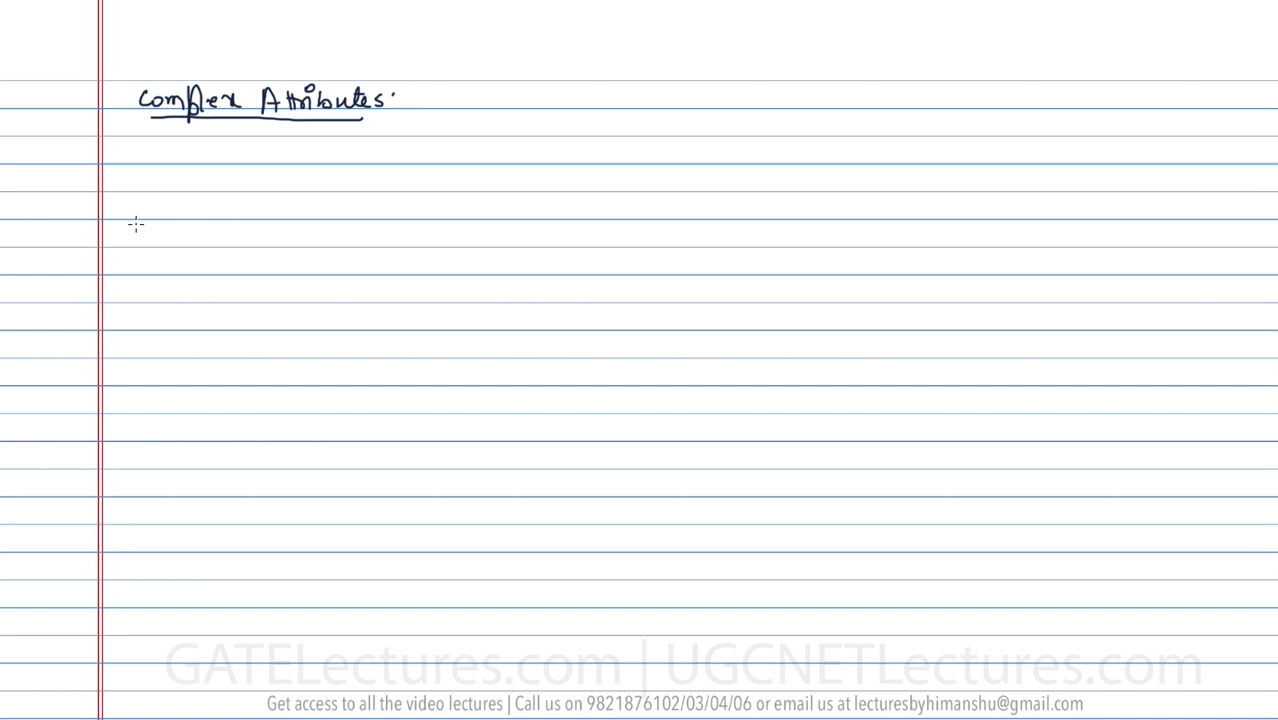 Complex Attributes:
GATELectures.com | UGCNETLectures.com
Get access to all the video lectures | Call us on 9821876102/03/04/06 or email us at lecturesbyhimanshu@gmail.com